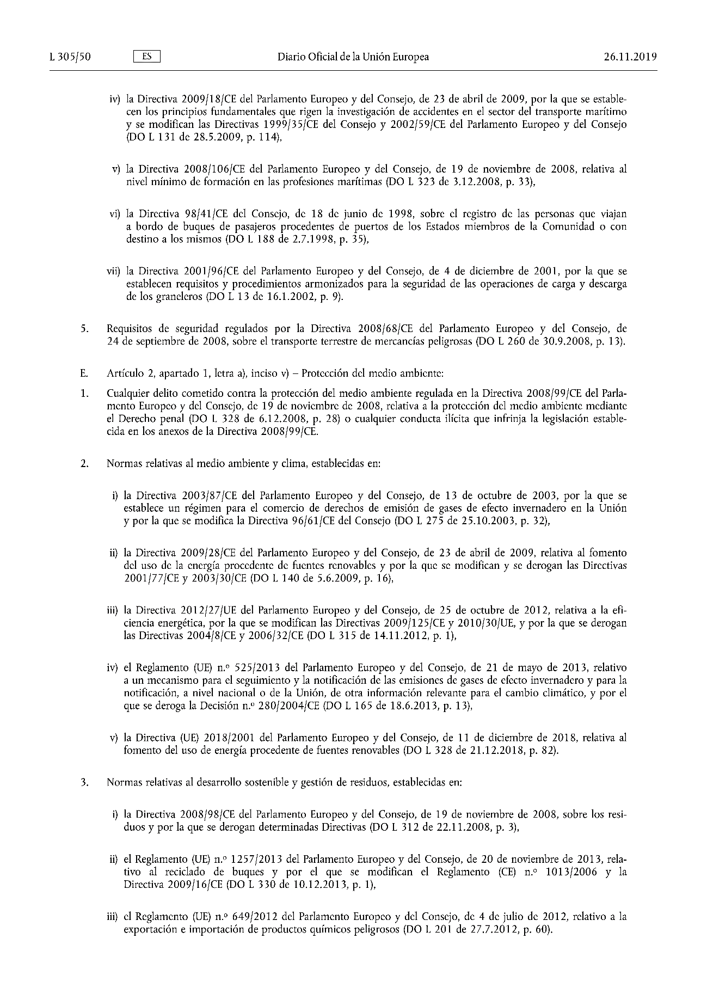 L 305/50
ES
Diario Oficial de la Unión Europea
26.11.2019
iv) la Directiva 2009/18/CE del Parlamento Europeo y del Consejo, de 23 de abril de 2009, por la que se estable-
cen los principios fundamentales que rigen la investigación de accidentes en el sector del transporte marítimo
y se modifican las Directivas 1999/35/CE del Consejo y 2002/59/CE del Parlamento Europeo y del Consejo
(DO L 131 de 28.5.2009, p. 114),
v) la Directiva 2008/106/CE del Parlamento Europeo y del Consejo, de 19 de noviembre de 2008, relativa al
nivel mínimo de formación en las profesiones marítimas (DO L 323 de 3.12.2008, p. 33),
vi) la Directiva 98/41/CE del Consejo, de 18 de junio de 1998, sobre el registro de las personas que viajan
a bordo de buques de pasajeros procedentes de puertos de los Estados miembros de la Comunidad o con
destino a los mismos (DO L 188 de 2.7.1998, p. 35),
vii) la Directiva 2001/96/CE del Parlamento Europeo y del Consejo, de 4 de diciembre de 2001, por la que se
establecen requisitos y procedimientos armonizados para la seguridad de las operaciones de carga y descarga
de los graneleros (DO L 13 de 16.1.2002, p. 9).
5. Requisitos de seguridad regulados por la Directiva 2008/68/CE del Parlamento Europeo y del Consejo, de
24 de septiembre de 2008, sobre el transporte terrestre de mercancías peligrosas (DO L 260 de 30.9.2008, p. 13).
E. Artículo 2, apartado 1, letra a), inciso v) – Protección del medio ambiente:
1. Cualquier delito cometido contra la protección del medio ambiente regulada en la Directiva 2008/99/CE del Parla-
mento Europeo y del Consejo, de 19 de noviembre de 2008, relativa a la protección del medio ambiente mediante
el Derecho penal (DO L 328 de 6.12.2008, p. 28) o cualquier conducta ilícita que infrinja la legislación estable-
cida en los anexos de la Directiva 2008/99/CE.
2. Normas relativas al medio ambiente y clima, establecidas en:
i) la Directiva 2003/87/CE del Parlamento Europeo y del Consejo, de 13 de octubre de 2003, por la que se
establece un régimen para el comercio de derechos de emisión de gases de efecto invernadero en la Unión
y por la que se modifica la Directiva 96/61/CE del Consejo (DO L 275 de 25.10.2003, p. 32),
ii) la Directiva 2009/28/CE del Parlamento Europeo y del Consejo, de 23 de abril de 2009, relativa al fomento
del uso de la energía procedente de fuentes renovables y por la que se modifican y se derogan las Directivas
2001/77/CE y 2003/30/CE (DO L 140 de 5.6.2009, p. 16),
iii) la Directiva 2012/27/UE del Parlamento Europeo y del Consejo, de 25 de octubre de 2012, relativa a la efi-
ciencia energética, por la que se modifican las Directivas 2009/125/CE y 2010/30/UE, y por la que se derogan
las Directivas 2004/8/CE y 2006/32/CE (DO L 315 de 14.11.2012, p. 1),
iv) el Reglamento (UE) n.º 525/2013 del Parlamento Europeo y del Consejo, de 21 de mayo de 2013, relativo
a un mecanismo para el seguimiento y la notificación de las emisiones de gases de efecto invernadero y para la
notificación, a nivel nacional o de la Unión, de otra información relevante para el cambio climático, y por el
que se deroga la Decisión n.º 280/2004/CE (DO L 165 de 18.6.2013, p. 13),
v) la Directiva (UE) 2018/2001 del Parlamento Europeo y del Consejo, de 11 de diciembre de 2018, relativa al
fomento del uso de energía procedente de fuentes renovables (DO L 328 de 21.12.2018, p. 82).
3. Normas relativas al desarrollo sostenible y gestión de residuos, establecidas en:
i) la Directiva 2008/98/CE del Parlamento Europeo y del Consejo, de 19 de noviembre de 2008, sobre los resi-
duos y por la que se derogan determinadas Directivas (DO L 312 de 22.11.2008, p. 3),
ii) el Reglamento (UE) n.º 1257/2013 del Parlamento Europeo y del Consejo, de 20 de noviembre de 2013, rela-
tivo al reciclado de buques y por el que se modifican el Reglamento (CE) n.º 1013/2006 y la
Directiva 2009/16/CE (DO L 330 de 10.12.2013, p. 1),
iii) el Reglamento (UE) n.º 649/2012 del Parlamento Europeo y del Consejo, de 4 de julio de 2012, relativo a la
exportación e importación de productos químicos peligrosos (DO L 201 de 27.7.2012, p. 60).